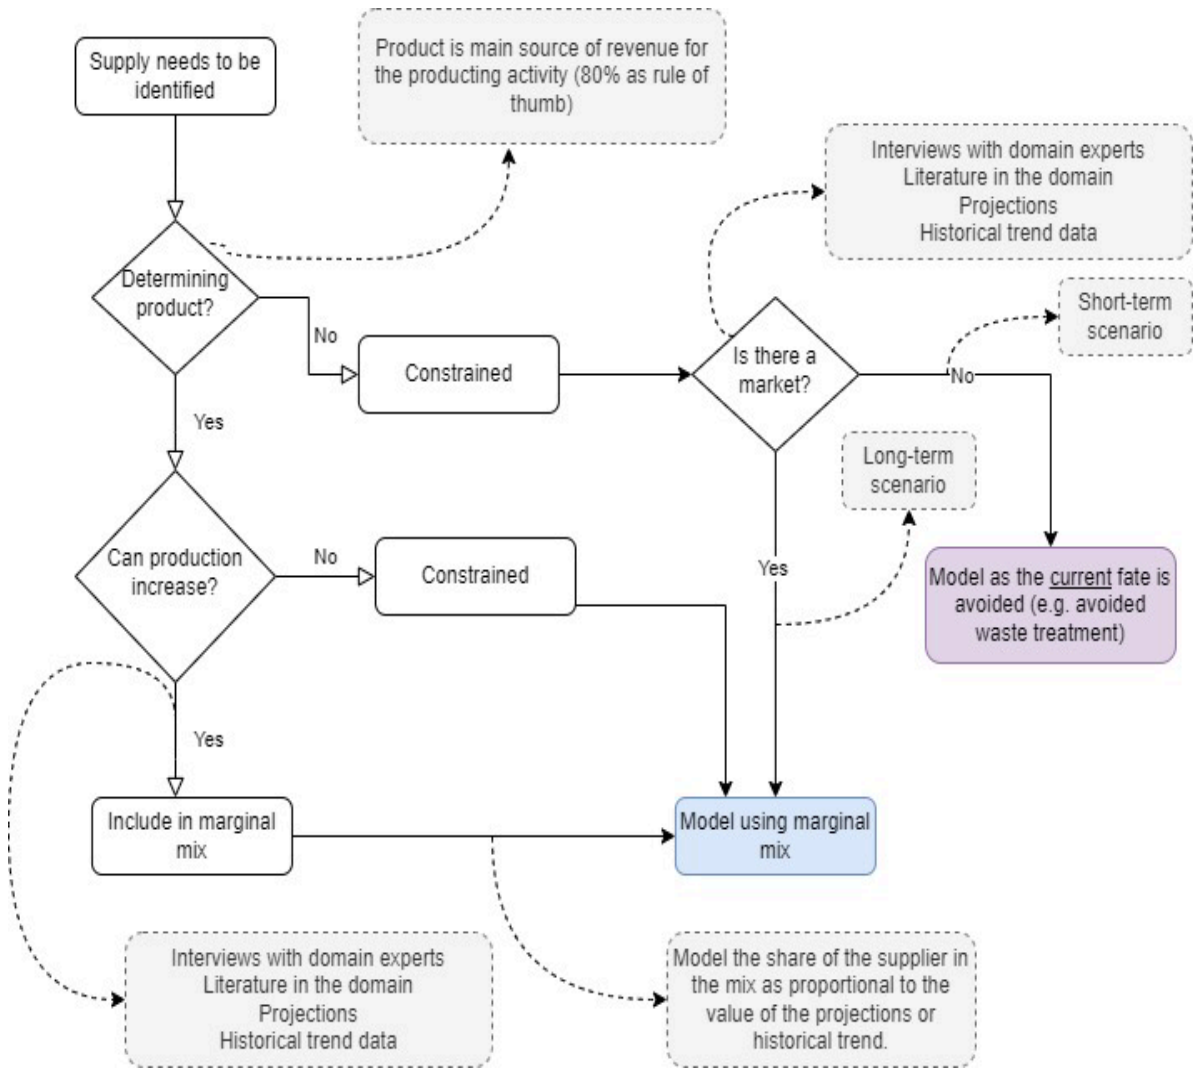 Supply needs to be
identified
Product is main source of revenue for
the producting activity (80% as rule of
thumb)
Interviews with domain experts
Literature in the domain
Projections
Historical trend data
Determining
product?
No
Constrained
Is there a
market?
No
Short-term
scenario
Yes
Long-term
scenario
Can production
increase?
No
Constrained
Yes
Model as the current fate is
avoided (e.g. avoided
waste treatment)
Yes
Include in marginal
mix
Model using marginal
mix
Interviews with domain experts
Literature in the domain
Projections
Historical trend data
Model the share of the supplier in
the mix as proportional to the
value of the projections or
historical trend.